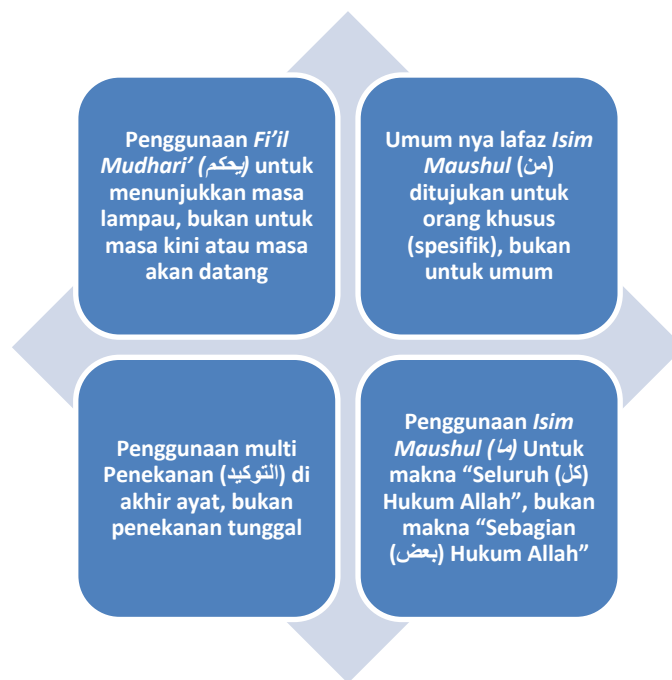 Penggunaan Fi'il
Mudhari' (يحكم) untuk
menunjukkan masa
lampau, bukan untuk
masa kini atau masa
akan datang
Umum nya lafaz Isim
Maushul (من)
ditujukan untuk
orang khusus
(spesifik), bukan
untuk umum
Penggunaan multi
Penekanan (التوكيد) di
akhir ayat, bukan
penekanan tunggal
Penggunaan Isim
Maushul (ما) Untuk
makna “Seluruh (كل)
Hukum Allah”, bukan
makna “Sebagian
(بعض) Hukum Allah”